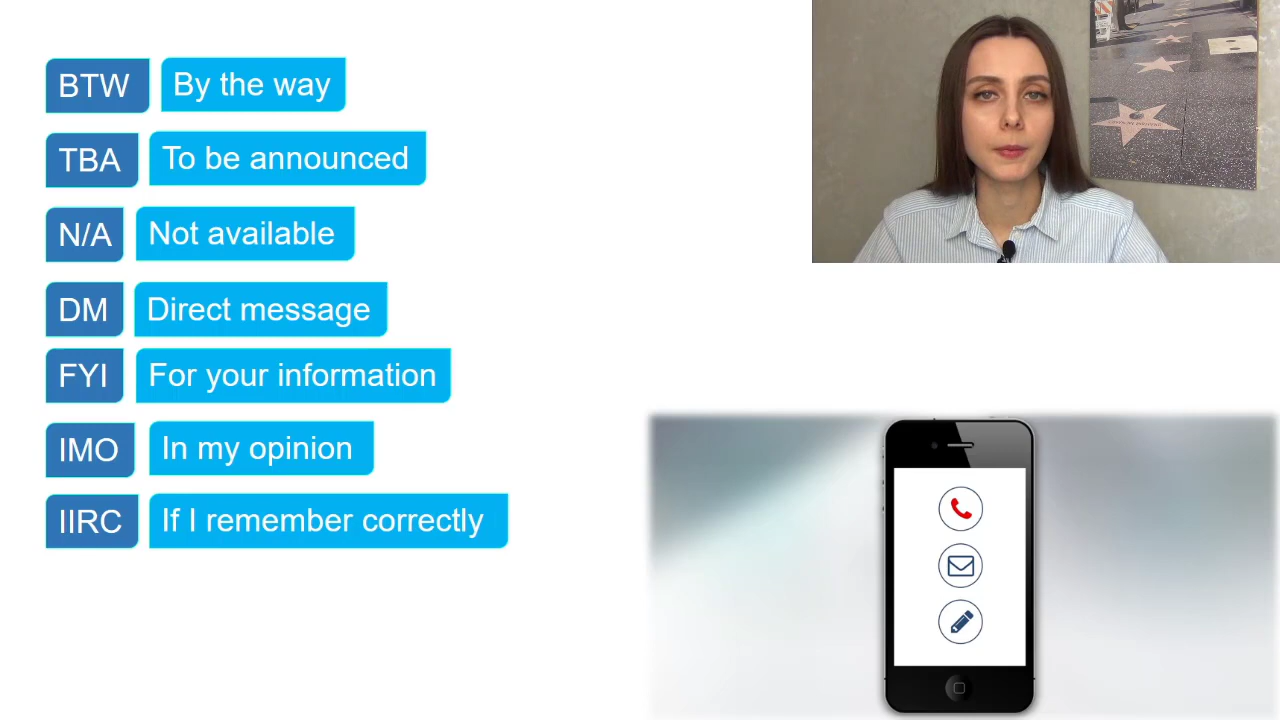 BTW By the way
TBA To be announced
N/A Not available
DM Direct message
FYI For your information
IMO In my opinion
IIRC If I remember correctly